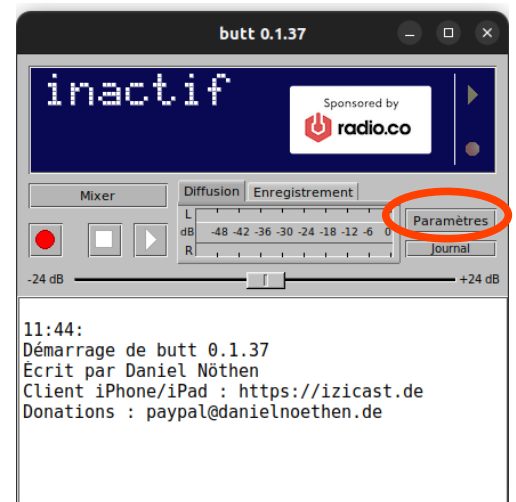 butt 0.1.37
inactif
Sponsored by
radio.co
Mixer
Diffusion Enregistrement
L
dB -48 -42 -36 -30 -24 -18 -12 -6 0
R
Paramètres
Journal
-24 dB +24 dB
11:44:
Démarrage de butt 0.1.37
Écrit par Daniel Nöthen
Client iPhone/iPad : https://izicast.de
Donations : paypal@danielnoethen.de